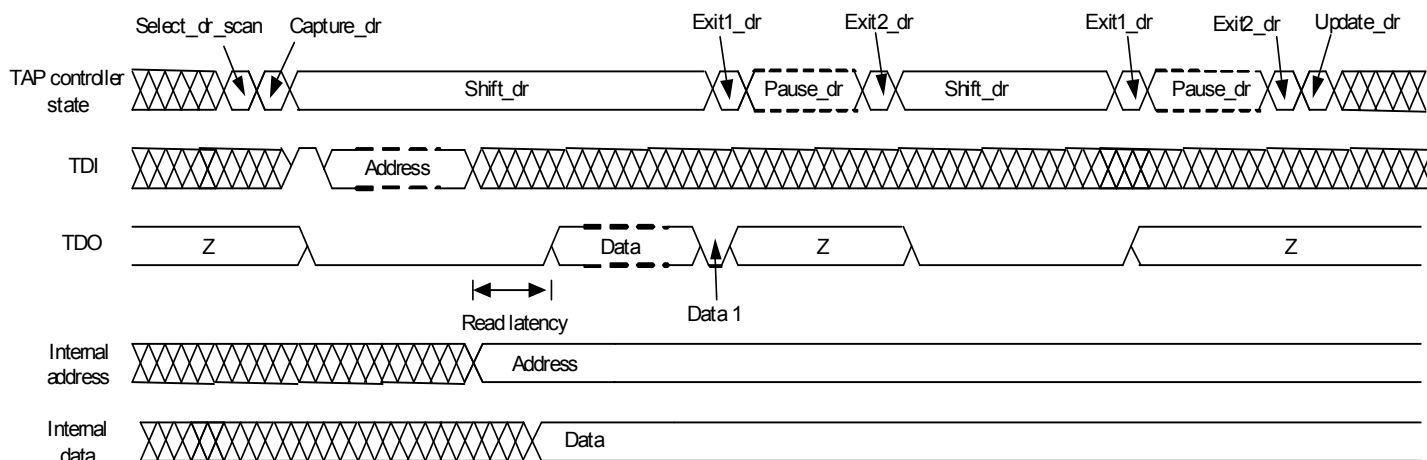 Select_dr_scan Capture_dr Exit1_dr Exit2_dr Exit1_dr Exit2_dr Update_dr
TAP controller
state
Shift_dr Pause_dr Shift_dr Pause_dr
TDI
Address
TDO
Z Data Z Z
Read latency
Data 1
Internal
address
Address
Internal
data
Data